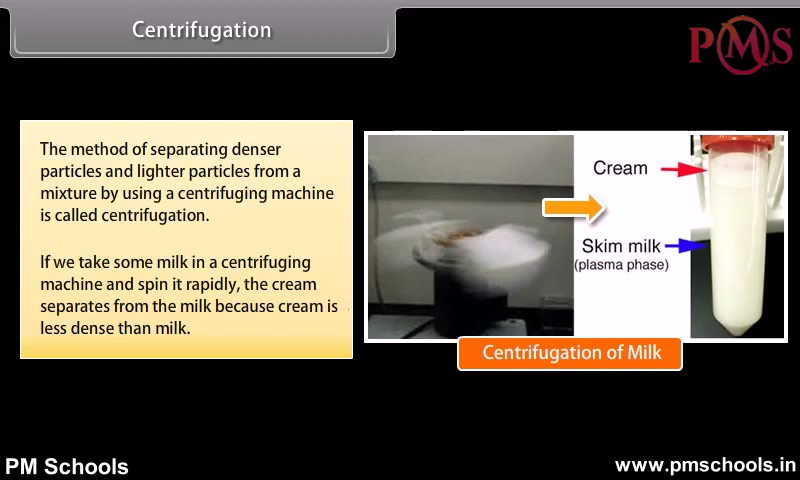 Centrifugation
PMS
The method of separating denser
particles and lighter particles from a
mixture by using a centrifuging machine
is called centrifugation.
If we take some milk in a centrifuging
machine and spin it rapidly, the cream
separates from the milk because cream is
less dense than milk.
Cream
Skim milk
(plasma phase)
Centrifugation of Milk
PM Schools
www.pmschools.in